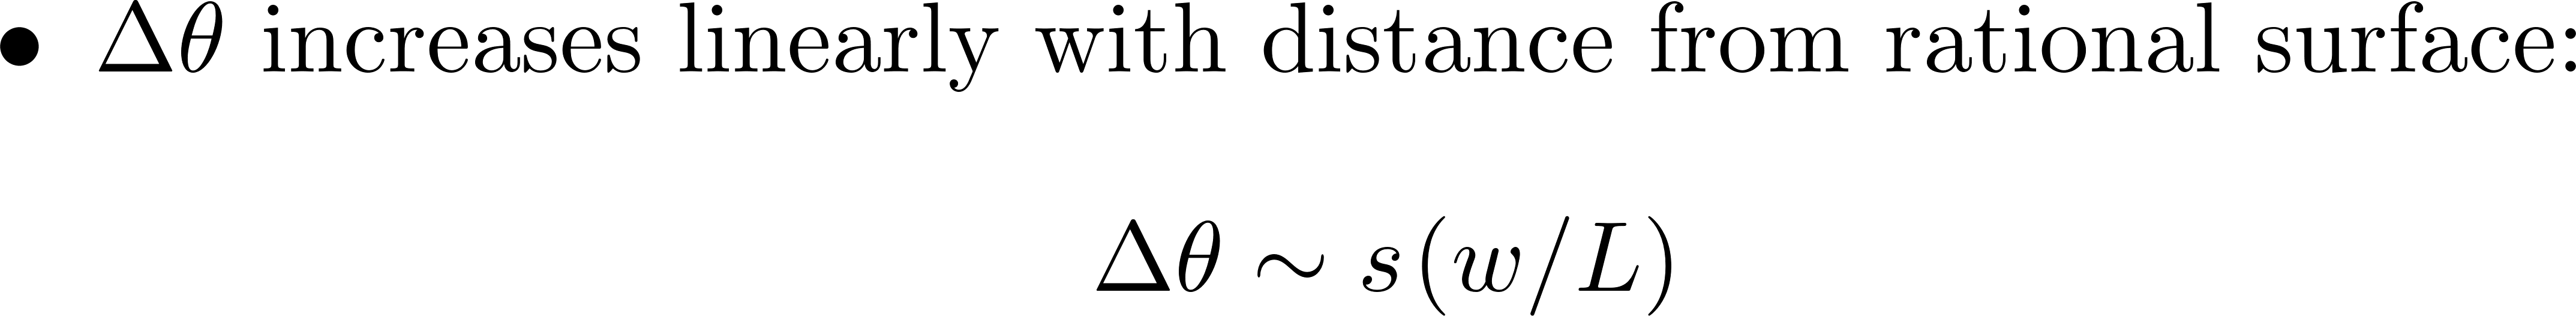 • Δθ increases linearly with distance from rational surface:
Δθ ∼ s(w/L)